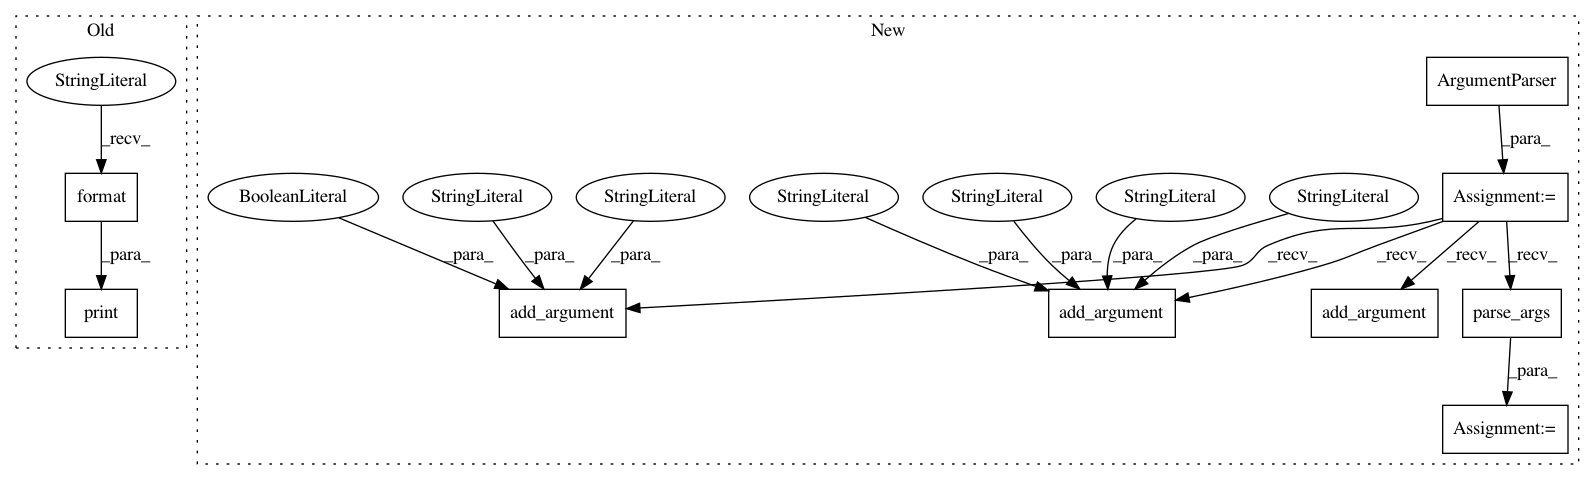 Old
New
StringLiteral
ArgumentParser
_recv_
_para_
format
BooleanLiteral
StringLiteral
StringLiteral
StringLiteral
StringLiteral
StringLiteral
StringLiteral
Assignment:=
_para_
_para_
_para_
_para_
_para_
_para_
_para_
_para_
_recv_
_recv_
_recv_
_recv_
print
add_argument
add_argument
add_argument
parse_args
_para_
Assignment:=